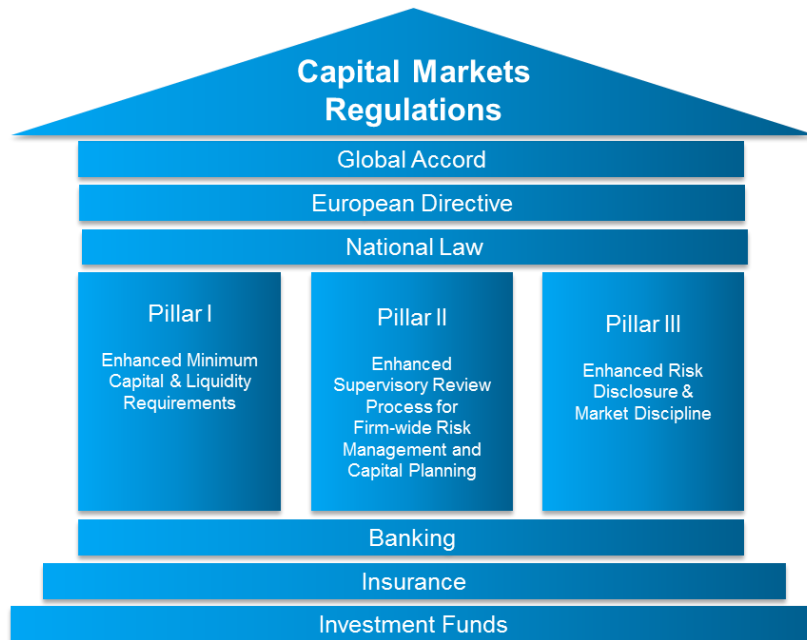 Capital Markets
Regulations
Global Accord
European Directive
National Law
Pillar I
Enhanced Minimum
Capital & Liquidity
Requirements
Pillar II
Enhanced
Supervisory Review
Process for
Firm-wide Risk
Management and
Capital Planning
Pillar III
Enhanced Risk
Disclosure &
Market Discipline
Banking
Insurance
Investment Funds